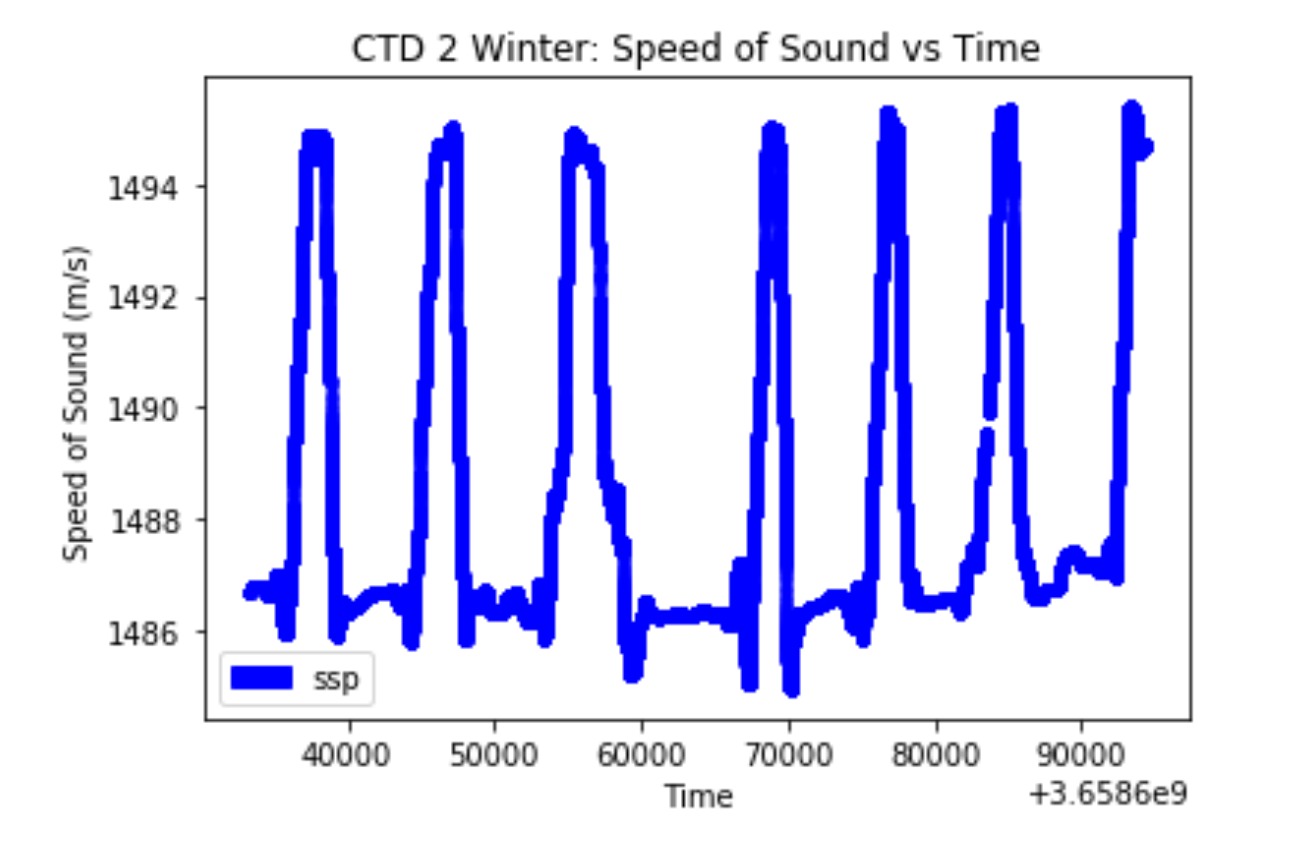 CTD 2 Winter: Speed of Sound vs Time
Speed of Sound (m/s)
1494
1492
1490
1488
1486
ssp
40000 50000 60000 70000 80000 90000
Time
+3.6586e9